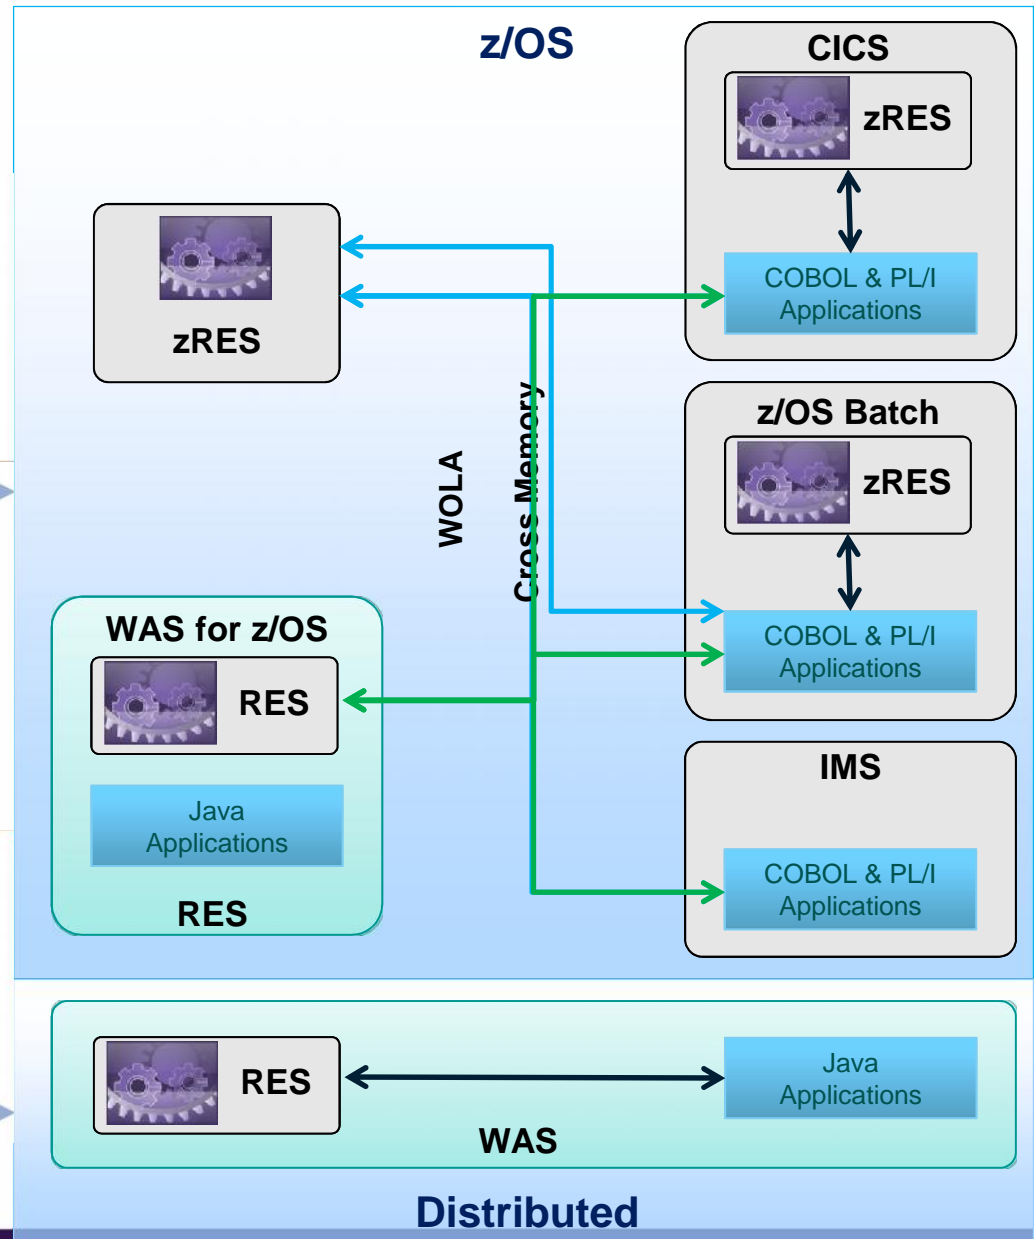 z/OS
CICS
zRES
COBOL & PL/I
Applications
zRES
z/OS Batch
zRES
COBOL & PL/I
Applications
WOLA
Cross Memory
WAS for z/OS
RES
Java
Applications
RES
IMS
COBOL & PL/I
Applications
RES
Java
Applications
WAS
Distributed